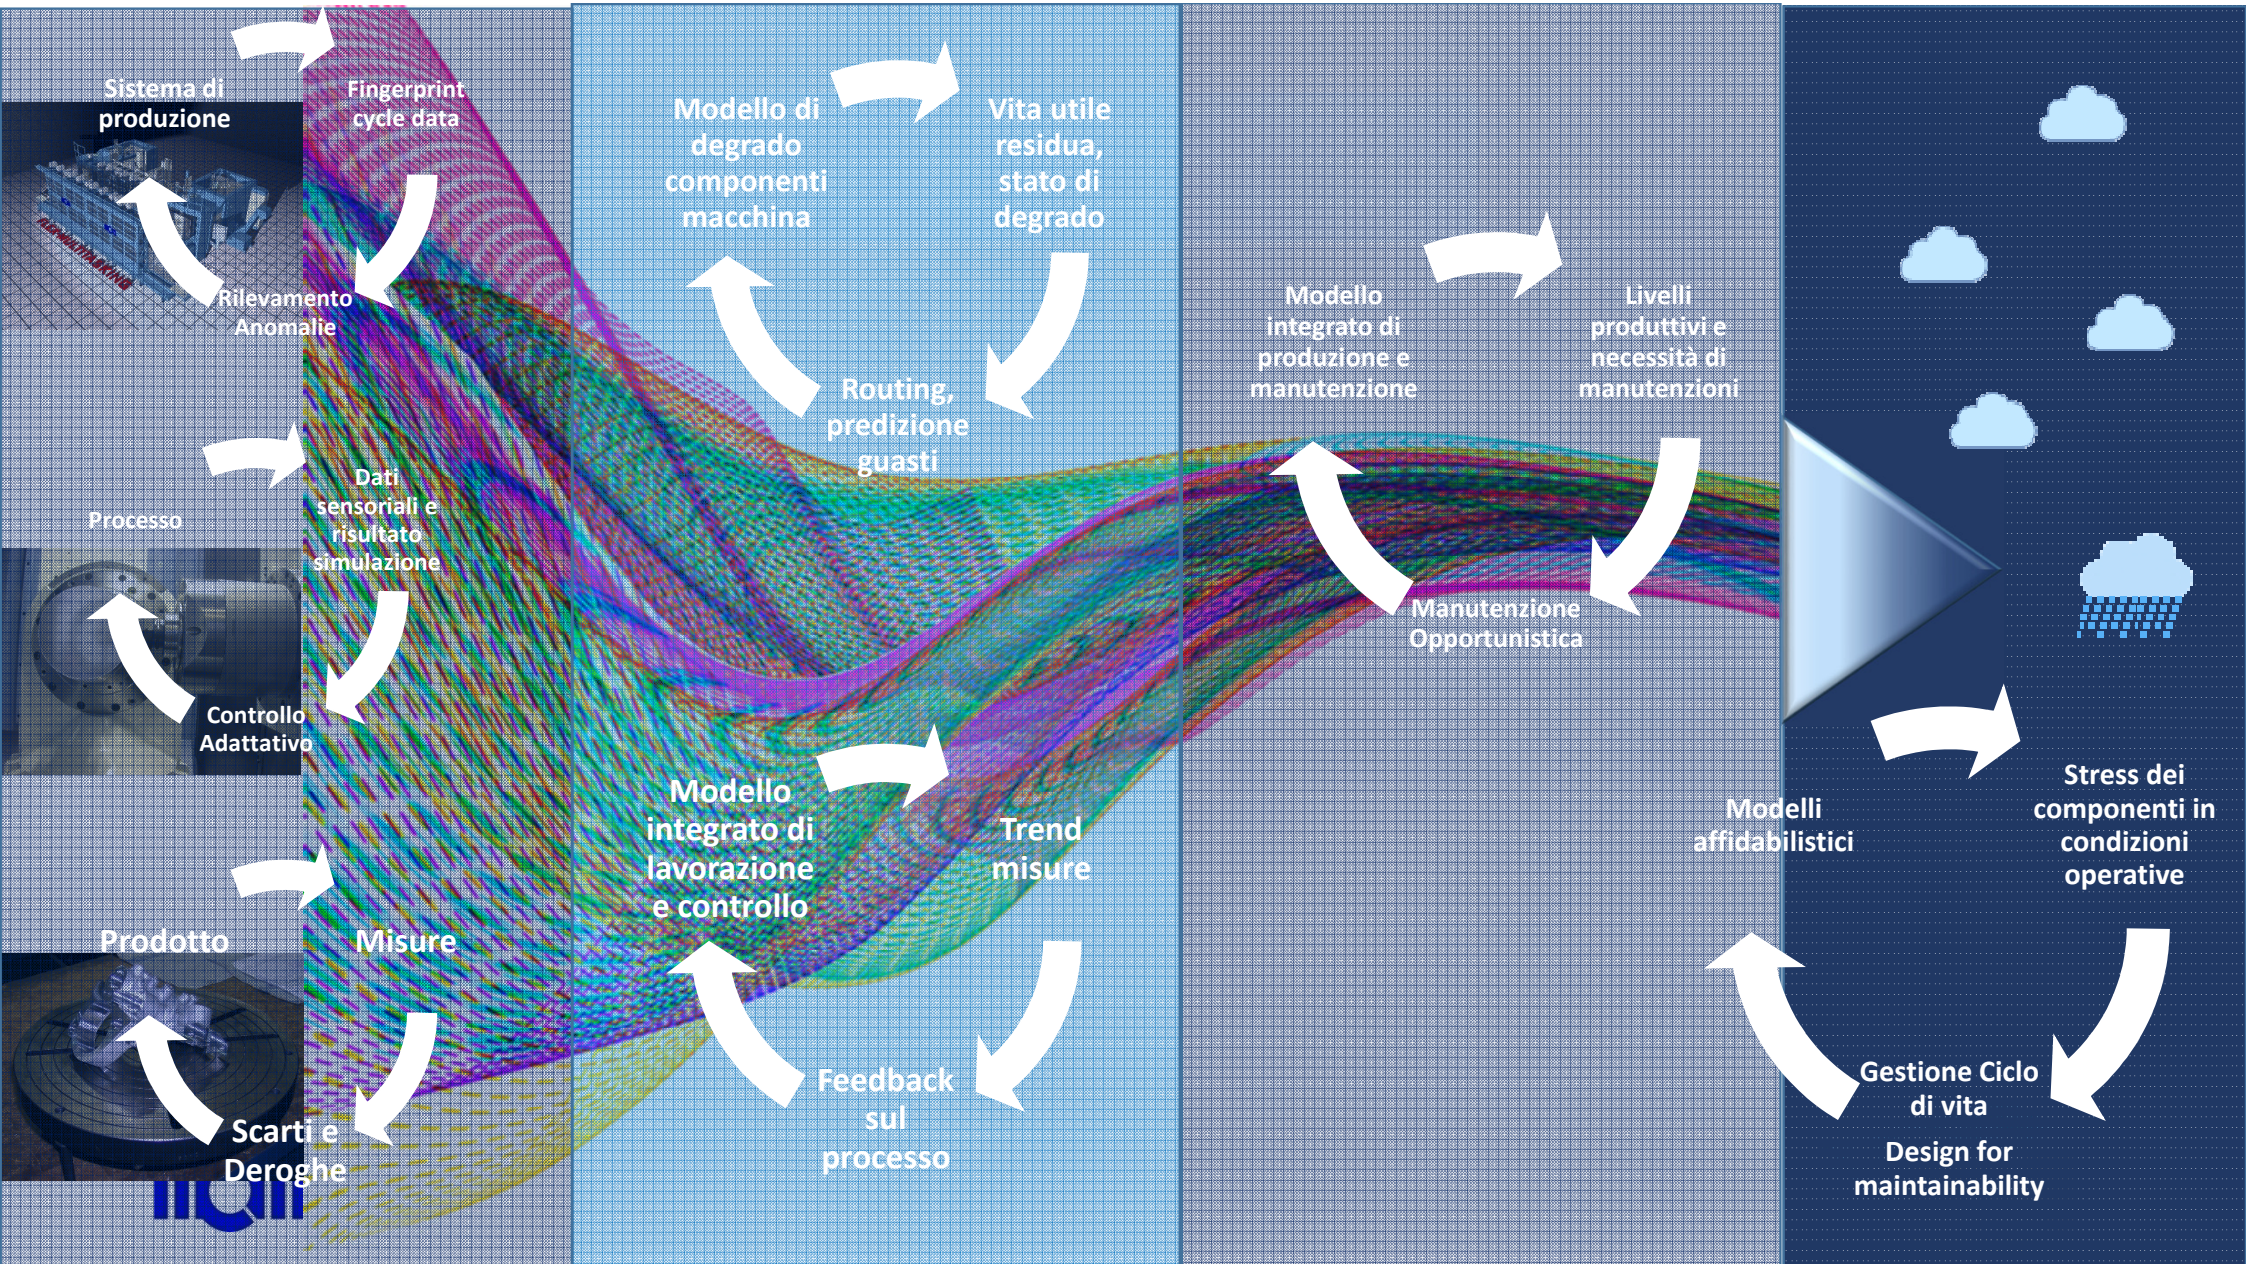 Sistema di
produzione
Fingerprint
cycle data
Rilevamento
Anomalie
FLEXMULTITASKING
Processo
Dati
sensoriali e
risultato
simulazione
Controllo
Adattativo
Prodotto
Misure
Scarti e
Deroghe
Modello di
degrado
componenti
macchina
Vita utile
residua,
stato di
degrado
Routing,
predizione
guasti
Modello
integrato di
lavorazione
e controllo
Trend
misure
Feedback
sul
processo
Modello
integrato di
produzione e
manutenzione
Livelli
produttivi e
necessità di
manutenzioni
Manutenzione
Opportunistica
Modelli
affidabilistici
Stress dei
componenti in
condizioni
operative
Gestione Ciclo
di vita
Design for
maintainability